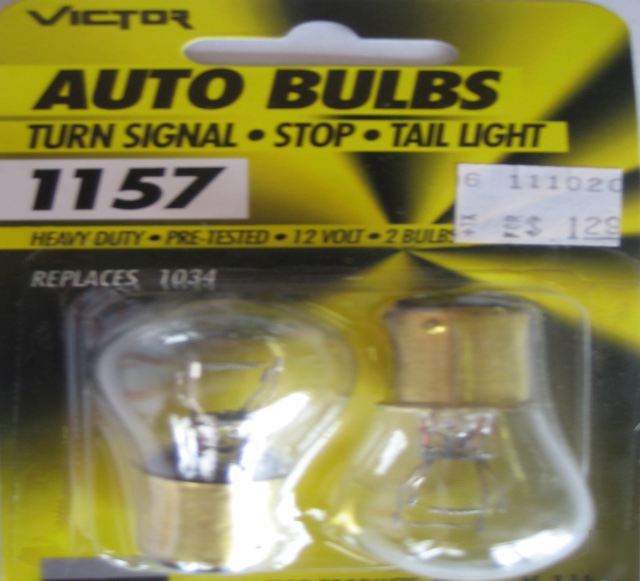 VICTOR
AUTO BULBS
TURN SIGNAL • STOP • TAIL LIGHT
1157
6 111020
128
HEAVY DUTY • PRE-TESTED • 12 VOLT • 2 BULBS
REPLACES 1034